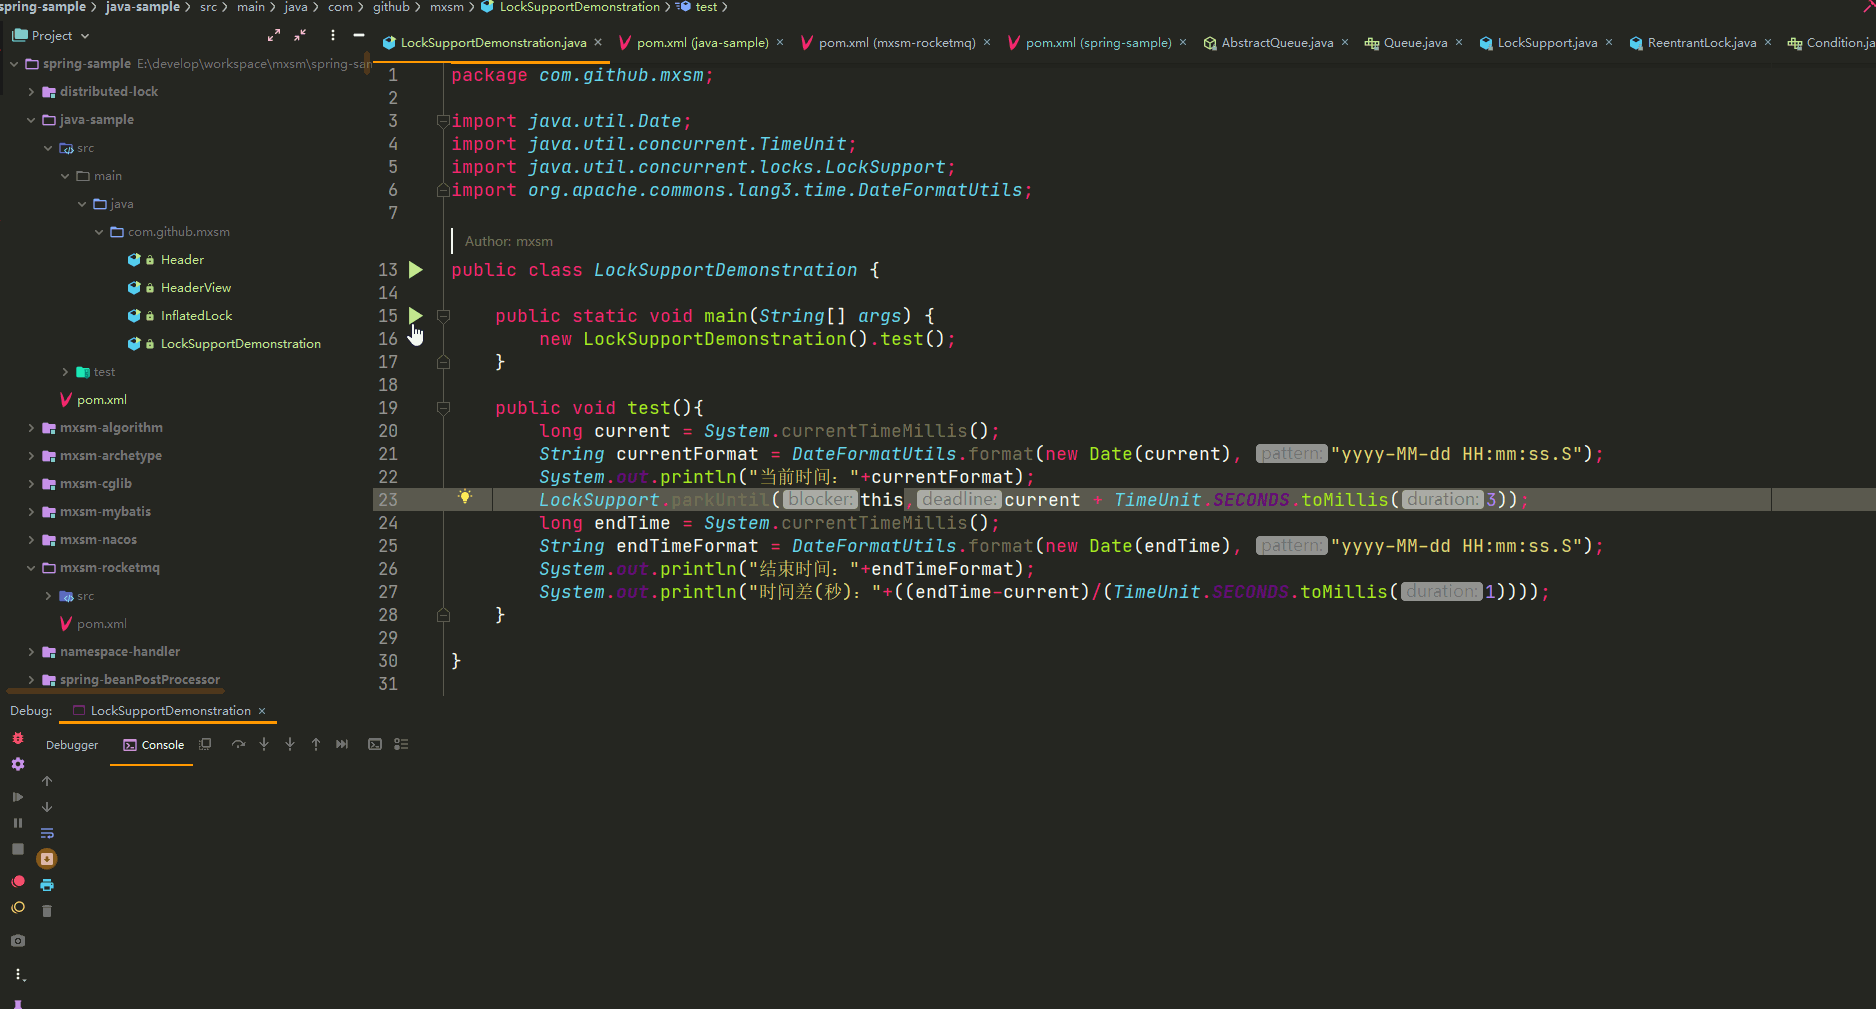 spring-sample > java-sample > src > main > java > com > github > mxsm > LockSupportDemonstration > test >
Project
LockSupportDemonstration.java × pom.xml (java-sample) × pom.xml (mxsm-rocketmq) × pom.xml (spring-sample) × AbstractQueue.java × Queue.java × LockSupport.java × ReentrantLock.java × Condition.ja
spring-sample E:\develop\workspace\mxsm\spring-san
distributed-lock
java-sample
src
main
java
com.github.mxsm
Header
HeaderView
InflatedLock
LockSupportDemonstration
test
pom.xml
mxsm-algorithm
mxsm-archetype
mxsm-cglib
mxsm-mybatis
mxsm-nacos
mxsm-rocketmq
src
pom.xml
namespace-handler
spring-beanPostProcessor
1 package com.github.mxsm;
2
3 import java.util.Date;
4 import java.util.concurrent.TimeUnit;
5 import java.util.concurrent.locks.LockSupport;
6 import org.apache.commons.lang3.time.DateFormatUtils;
7
Author: mxsm
13 public class LockSupportDemonstration {
14
15 public static void main(String[] args) {
16 new LockSupportDemonstration().test();
17 }
18
19 public void test(){
20 long current = System.currentTimeMillis();
21 String currentFormat = DateFormatUtils.format(new Date(current), pattern: "yyyy-MM-dd HH:mm:ss.S");
22 System.out.println("当前时间："+currentFormat);
23 LockSupport.parkUntil( blocker: this, deadline: current + TimeUnit.SECONDS.toMillis( duration: 3));
24 long endTime = System.currentTimeMillis();
25 String endTimeFormat = DateFormatUtils.format(new Date(endTime), pattern: "yyyy-MM-dd HH:mm:ss.S");
26 System.out.println("结束时间："+endTimeFormat);
27 System.out.println("时间差(秒)："+((endTime-current)/(TimeUnit.SECONDS.toMillis( duration: 1))));
28 }
29
30 }
31
Debug: LockSupportDemonstration ×
Debugger Console